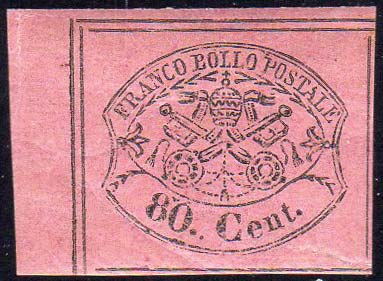 FRANCO BOLLO POSTALE
80. Cent.